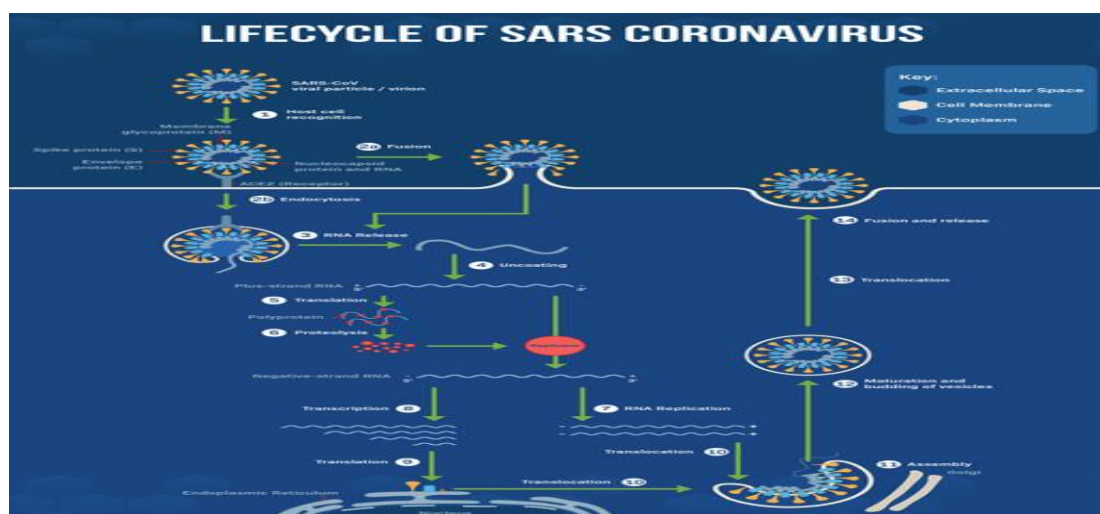 LIFECYCLE OF SARS CORONAVIRUS
Key:
Extracellular Space
Cell Membrane
Cytoplasm
SARS-CoV
viral particle / virion
1 Host cell
recognition
Membrane
glycoprotein (M)
Spike protein (S)
Envelope
protein (E)
2a Fusion
Nucleocapsid
protein and RNA
ACE2 (Receptor)
2b Endocytosis
14 Fusion and release
3 RNA Release
4 Uncoating
13 Translocation
Plus-strand RNA 5' 3'
5 Translation
Polyprotein
6 Proteolysis
Negative-strand RNA
12 Maturation and
budding of vesicles
Transcription 8
7 RNA Replication
Translation 9
Translocation 10
11 Assembly
Golgi
Endoplasmic Reticulum
Translocation 10
Nucleus